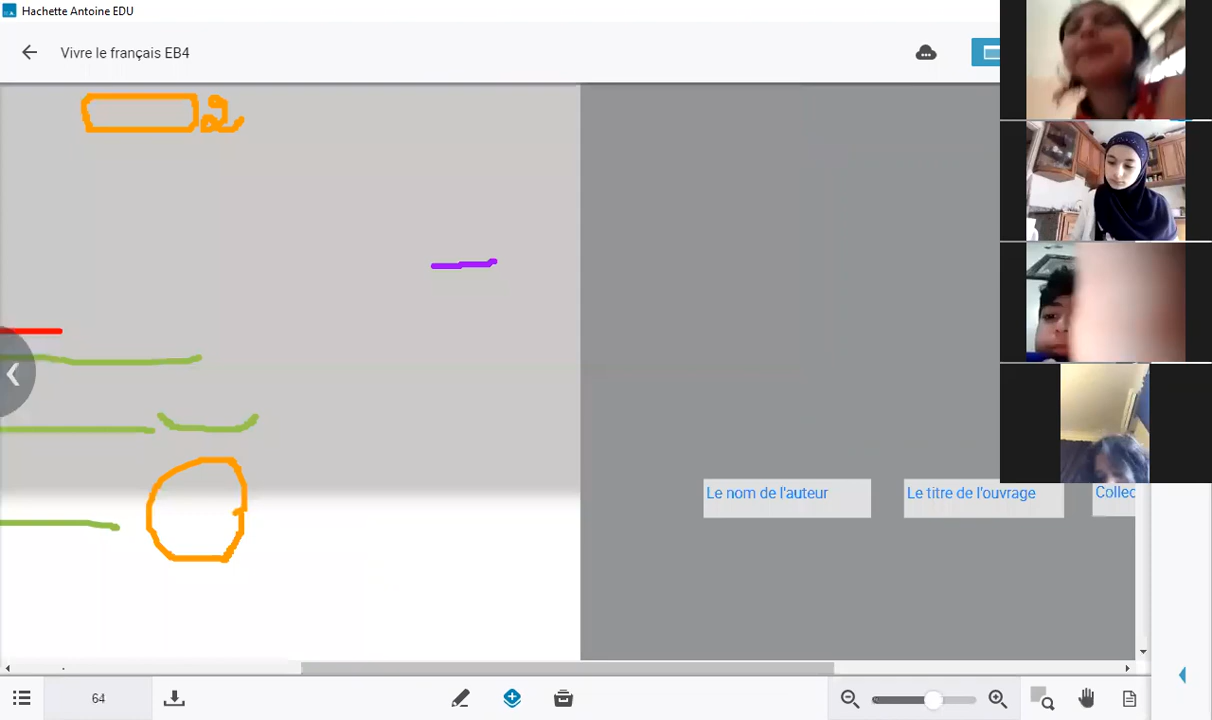 Hachette Antoine EDU
Vivre le français EB4
Le nom de l'auteur
Le titre de l'ouvrage
Collec
64